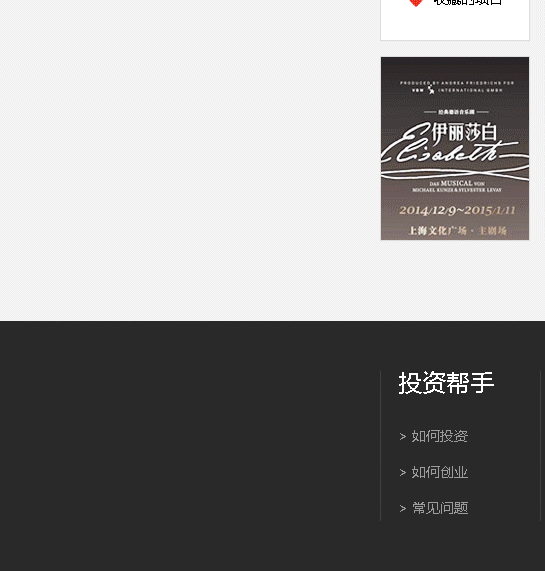 收藏的项目
PRODUCED BY ANDREA FRIEDRICHS FOR
VBW INTERNATIONAL GMBH
经典德语音乐剧
伊丽莎白
Elisabeth
DAS MUSICAL VON
MICHAEL KUNZE & SYLVESTER LEVAY
2014/12/9~2015/1/11
上海文化广场·主剧场
投资帮手
> 如何投资
> 如何创业
> 常见问题